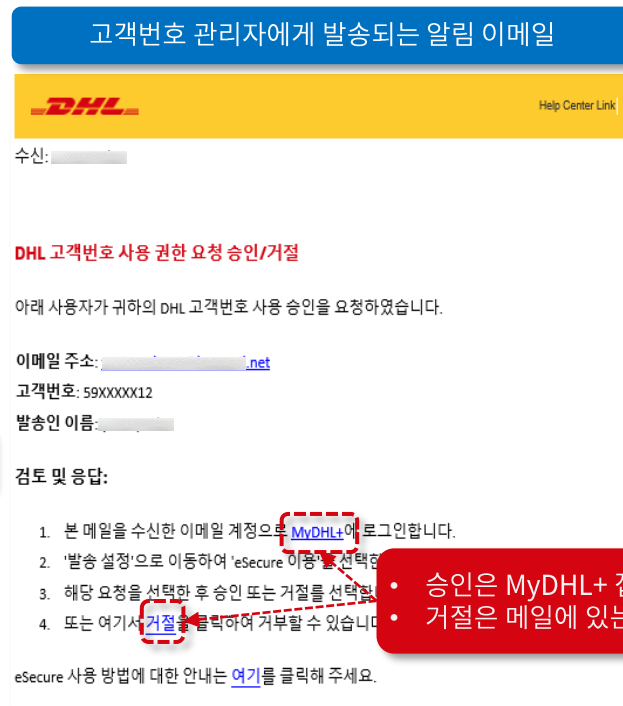 고객번호 관리자에게 발송되는 알림 이메일
DHL
Help Center Link
수신:
DHL 고객번호 사용 권한 요청 승인/거절
아래 사용자가 귀하의 DHL 고객번호 사용 승인을 요청하였습니다.
이메일 주소: .net
고객번호: 59XXXXX12
발송인 이름:
검토 및 응답:
1. 본 메일을 수신한 이메일 계정으로 MyDHL+에 로그인합니다.
2. '발송 설정'으로 이동하여 'eSecure 이용'을 선택한
3. 해당 요청을 선택한 후 승인 또는 거절를 선택합
4. 또는 여기서 거절을 클릭하여 거부할 수 있습니다
• 승인은 MyDHL+
• 거절은 메일에 있는
eSecure 사용 방법에 대한 안내는 여기를 클릭해 주세요.